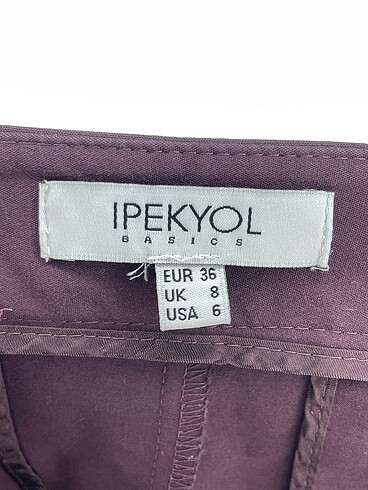 IPEKYOL
BASICS
EUR 36
UK 8
USA 6